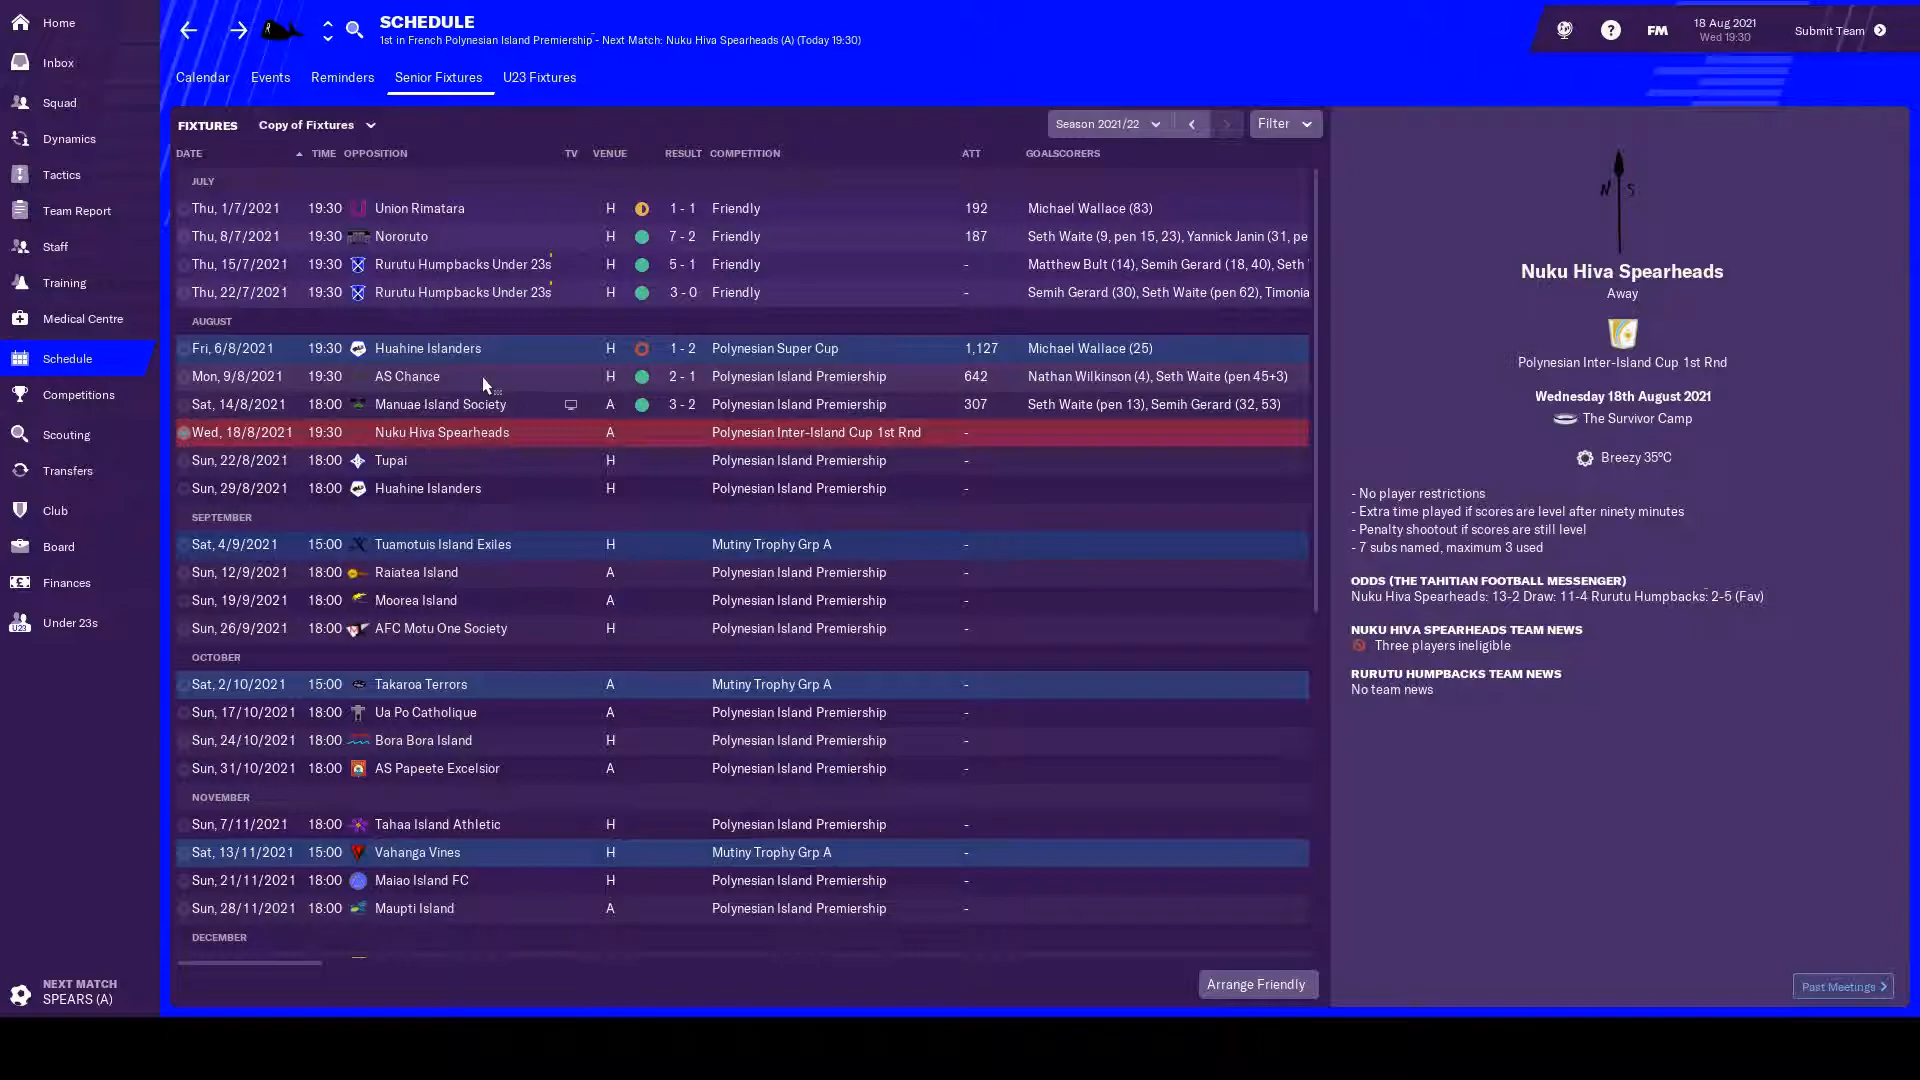 Home
Inbox
Squad
Dynamics
Tactics
Team Report
Staff
Training
Medical Centre
Schedule
Competitions
Scouting
Transfers
Club
Board
Finances
U23 Under 23s
NEXT MATCH
SPEARS (A)
SCHEDULE
1st in French Polynesian Island Premiership - Next Match: Nuku Hiva Spearheads (A) (Today 19:30)
FM
18 Aug 2021
Wed 19:30
Submit Team
Calendar Events Reminders Senior Fixtures U23 Fixtures
FIXTURES Copy of Fixtures Season 2021/22 Filter
DATE TIME OPPOSITION TV VENUE RESULT COMPETITION ATT GOALSCORERS
JULY
Thu, 1/7/2021 19:30 Union Rimatara H 1 - 1 Friendly 192 Michael Wallace (83)
Thu, 8/7/2021 19:30 Nororuto H 7 - 2 Friendly 187 Seth Waite (9, pen 15, 23), Yannick Janin (31, pe
Thu, 15/7/2021 19:30 Rurutu Humpbacks Under 23s H 5 - 1 Friendly - Matthew Bult (14), Semih Gerard (18, 40), Seth
Thu, 22/7/2021 19:30 Rurutu Humpbacks Under 23s H 3 - 0 Friendly - Semih Gerard (30), Seth Waite (pen 62), Timonia
AUGUST
Fri, 6/8/2021 19:30 Huahine Islanders H 1 - 2 Polynesian Super Cup 1,127 Michael Wallace (25)
Mon, 9/8/2021 19:30 AS Chance H 2 - 1 Polynesian Island Premiership 642 Nathan Wilkinson (4), Seth Waite (pen 45+3)
Sat, 14/8/2021 18:00 Manuae Island Society A 3 - 2 Polynesian Island Premiership 307 Seth Waite (pen 13), Semih Gerard (32, 53)
Wed, 18/8/2021 19:30 Nuku Hiva Spearheads A Polynesian Inter-Island Cup 1st Rnd -
Sun, 22/8/2021 18:00 Tupai H Polynesian Island Premiership -
Sun, 29/8/2021 18:00 Huahine Islanders H Polynesian Island Premiership -
SEPTEMBER
Sat, 4/9/2021 15:00 Tuamotuis Island Exiles H Mutiny Trophy Grp A -
Sun, 12/9/2021 18:00 Raiatea Island A Polynesian Island Premiership -
Sun, 19/9/2021 18:00 Moorea Island A Polynesian Island Premiership -
Sun, 26/9/2021 18:00 AFC Motu One Society H Polynesian Island Premiership -
OCTOBER
Sat, 2/10/2021 15:00 Takaroa Terrors A Mutiny Trophy Grp A -
Sun, 17/10/2021 18:00 Ua Po Catholique A Polynesian Island Premiership -
Sun, 24/10/2021 18:00 Bora Bora Island H Polynesian Island Premiership -
Sun, 31/10/2021 18:00 AS Papeete Excelsior A Polynesian Island Premiership -
NOVEMBER
Sun, 7/11/2021 18:00 Tahaa Island Athletic H Polynesian Island Premiership -
Sat, 13/11/2021 15:00 Vahanga Vines H Mutiny Trophy Grp A -
Sun, 21/11/2021 18:00 Maiao Island FC H Polynesian Island Premiership -
Sun, 28/11/2021 18:00 Maupti Island A Polynesian Island Premiership -
DECEMBER
Arrange Friendly
N S
Nuku Hiva Spearheads
Away
Polynesian Inter-Island Cup 1st Rnd
Wednesday 18th August 2021
The Survivor Camp
Breezy 35°C
- No player restrictions
- Extra time played if scores are level after ninety minutes
- Penalty shootout if scores are still level
- 7 subs named, maximum 3 used
ODDS (THE TAHITIAN FOOTBALL MESSENGER)
Nuku Hiva Spearheads: 13-2 Draw: 11-4 Rurutu Humpbacks: 2-5 (Fav)
NUKU HIVA SPEARHEADS TEAM NEWS
Three players ineligible
RURUTU HUMPBACKS TEAM NEWS
No team news
Past Meetings